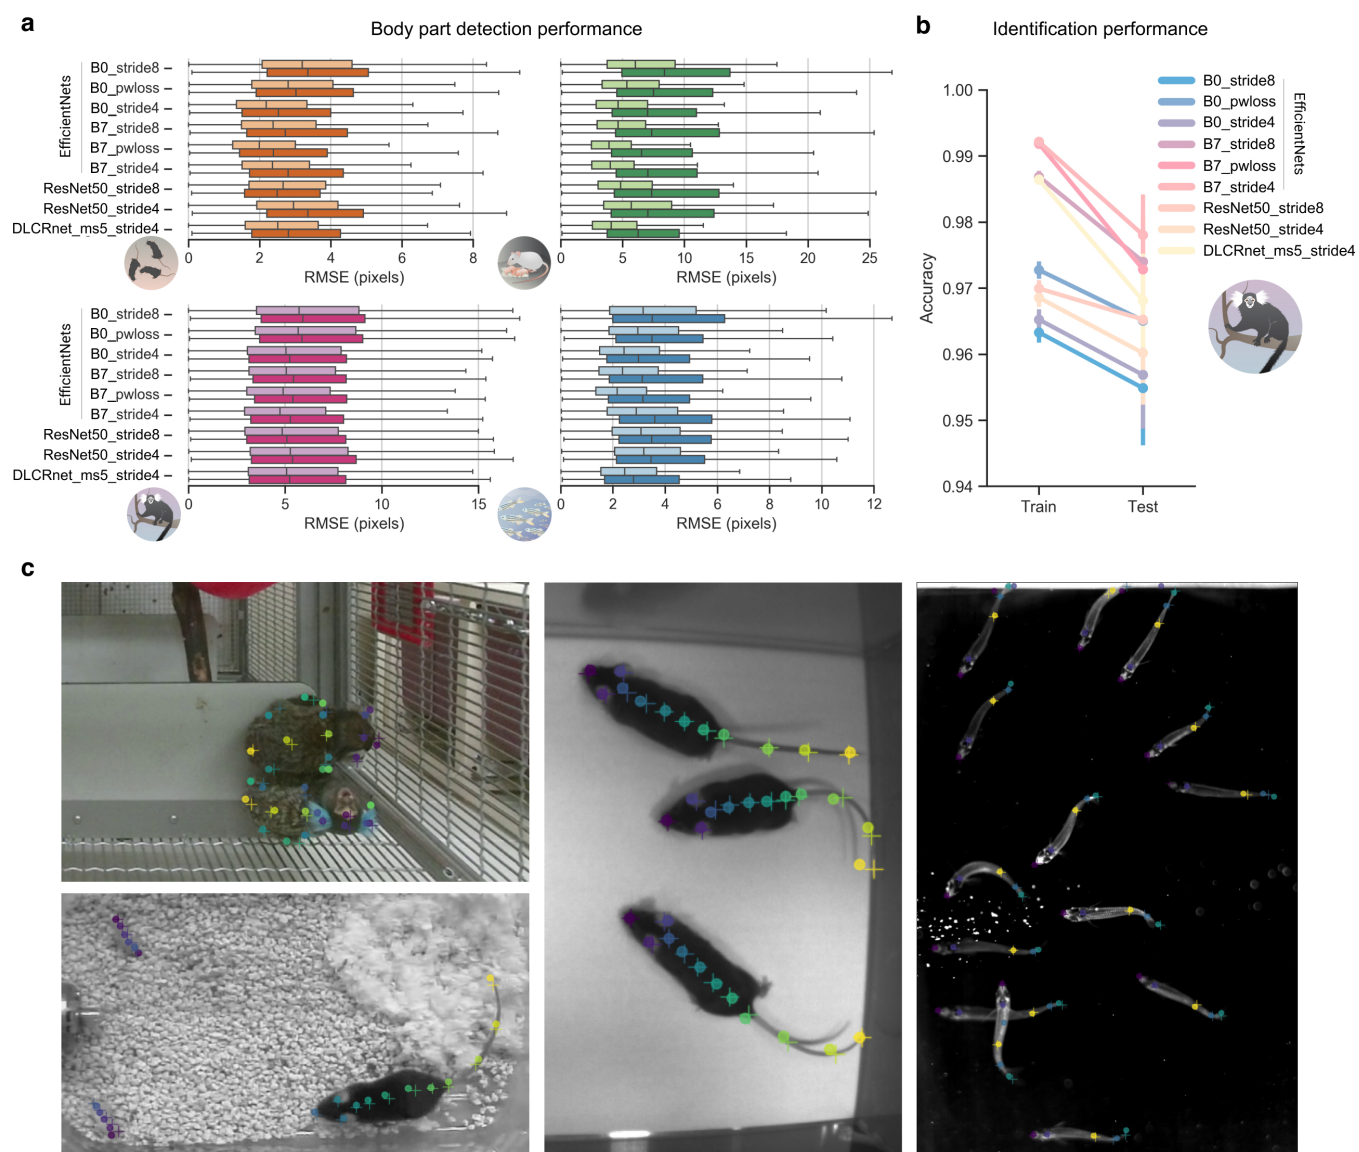 a
Body part detection performance
EfficientNets
B0_stride8
B0_pwloss
B0_stride4
B7_stride8
B7_pwloss
B7_stride4
ResNet50_stride8
ResNet50_stride4
DLCRnet_ms5_stride4
0 2 4 6 8
RMSE (pixels)
0 5 10 15 20 25
RMSE (pixels)
EfficientNets
B0_stride8
B0_pwloss
B0_stride4
B7_stride8
B7_pwloss
B7_stride4
ResNet50_stride8
ResNet50_stride4
DLCRnet_ms5_stride4
0 5 10 15
RMSE (pixels)
0 2 4 6 8 10 12
RMSE (pixels)
b
Identification performance
Accuracy
1.00
0.99
0.98
0.97
0.96
0.95
0.94
Train Test
B0_stride8
B0_pwloss
B0_stride4
B7_stride8
B7_pwloss
B7_stride4
ResNet50_stride8
ResNet50_stride4
DLCRnet_ms5_stride4
EfficientNets
c